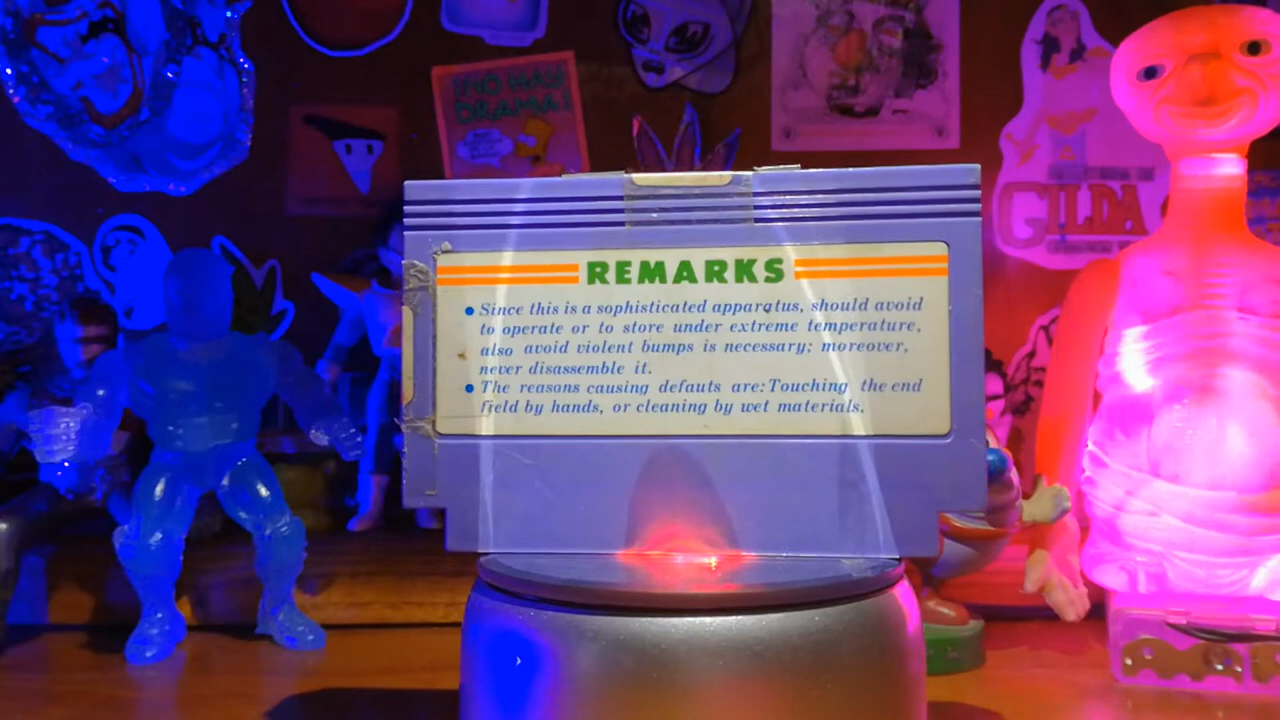 AND MAN
DRAMA!
GILDA
REMARKS
Since this is a sophisticated apparatus, should avoid
to operate or to store under extreme temperature,
also avoid violent bumps is necessary; moreover,
never disassemble it.
The reasons causing defauts are: Touching the end
field by hands, or cleaning by wet materials.